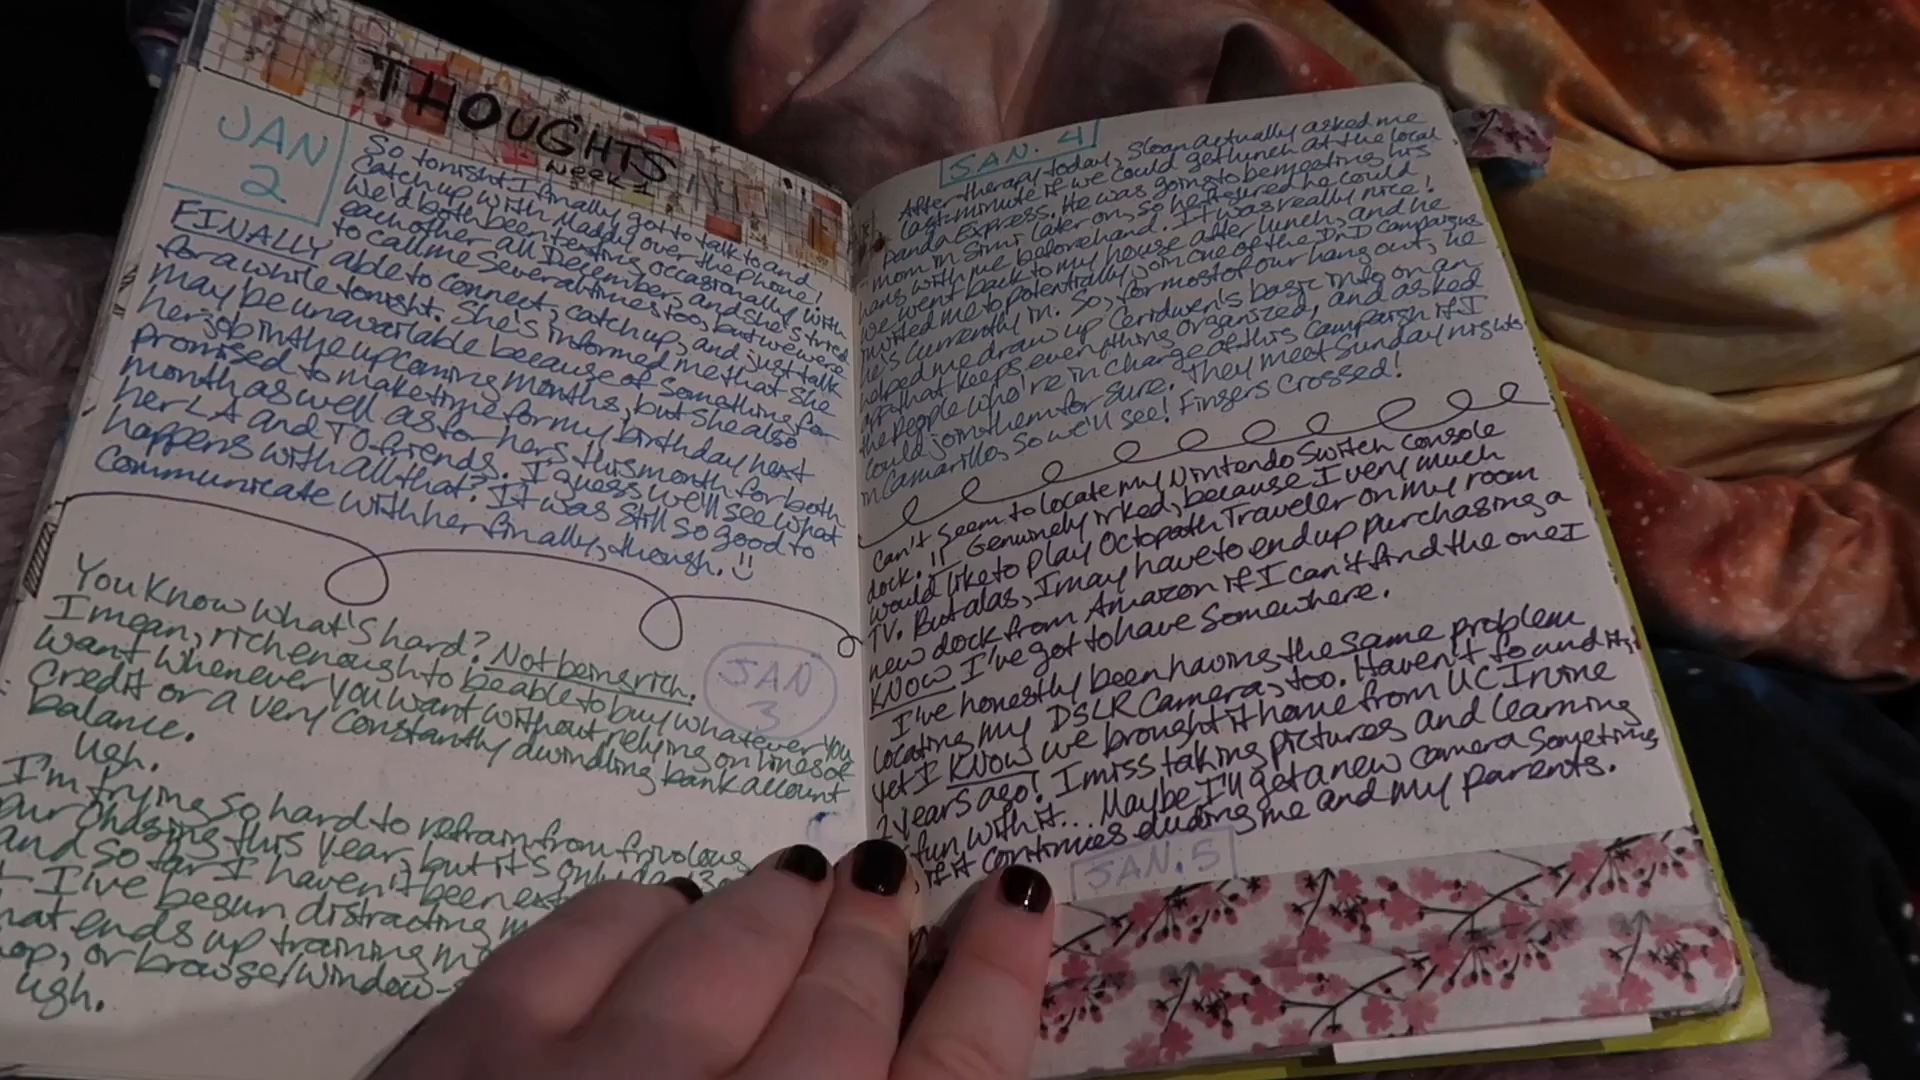 THOUGHTS
WEEK 1
JAN
2
So tonight I finally got to talk to and
catch up with Maddy over the phone!
We'd both been texting occasionally with
each other all December, and she's tried
to call me several times too, but we were
FINALLY able to connect, catch up, and just talk
for a while tonight. She's informed me that she
may be unavailable because of something for
her job in the upcoming months, but she also
promised to make time for my birthday next
month as well as for hers this month for both
her LA and TO friends. I guess we'll see what
happens with all that? It was still so good to
communicate with her finally, though. :)
You know what's hard? Not being rich.
I mean, rich enough to be able to buy whatever you
want whenever you want without relying on lines of
credit or a very constantly dwindling bank account
balance.
Ugh.
JAN
3
I'm trying so hard to refrain from frivolous
purchasing this year, but it's only day 3
and so far I haven't been
I've begun distracting
that ends up training
or browse/window-
Ugh.
JAN. 4
After therapy today, Sloan actually asked me
last minute if we could get lunch at the local
Panda Express. He was going to be meeting his
mom in Simi later on, so he figured he could
hang with me beforehand. It was really nice!
We went back to my house after lunch, and he
invited me to potentially join one of the DnD campaigns
he's currently in. So, for most of our hang out, he
helped me draw up Ceridwen's basic info on an
app that keeps everything organized, and asked
the people who're in charge of this campaign if I
could join them for sure. They meet Sunday nights
in Camarillo, so we'll see! Fingers crossed!
Can't seem to locate my Nintendo Switch console
dock. Genuinely irked, because I very much
would like to play Octopath Traveler on my room
TV. But alas, I may have to end up purchasing a
new dock from Amazon if I can't find the one I
KNOW I've got to have somewhere.
I've honestly been having the same problem
locating my DSLR Camera, too. Haven't found it,
yet I KNOW we brought it home from UC Irvine
2 years ago! I miss taking pictures and learning
fun with it... Maybe I'll get a new camera sometime
if it continues eluding me and my parents.
JAN. 5